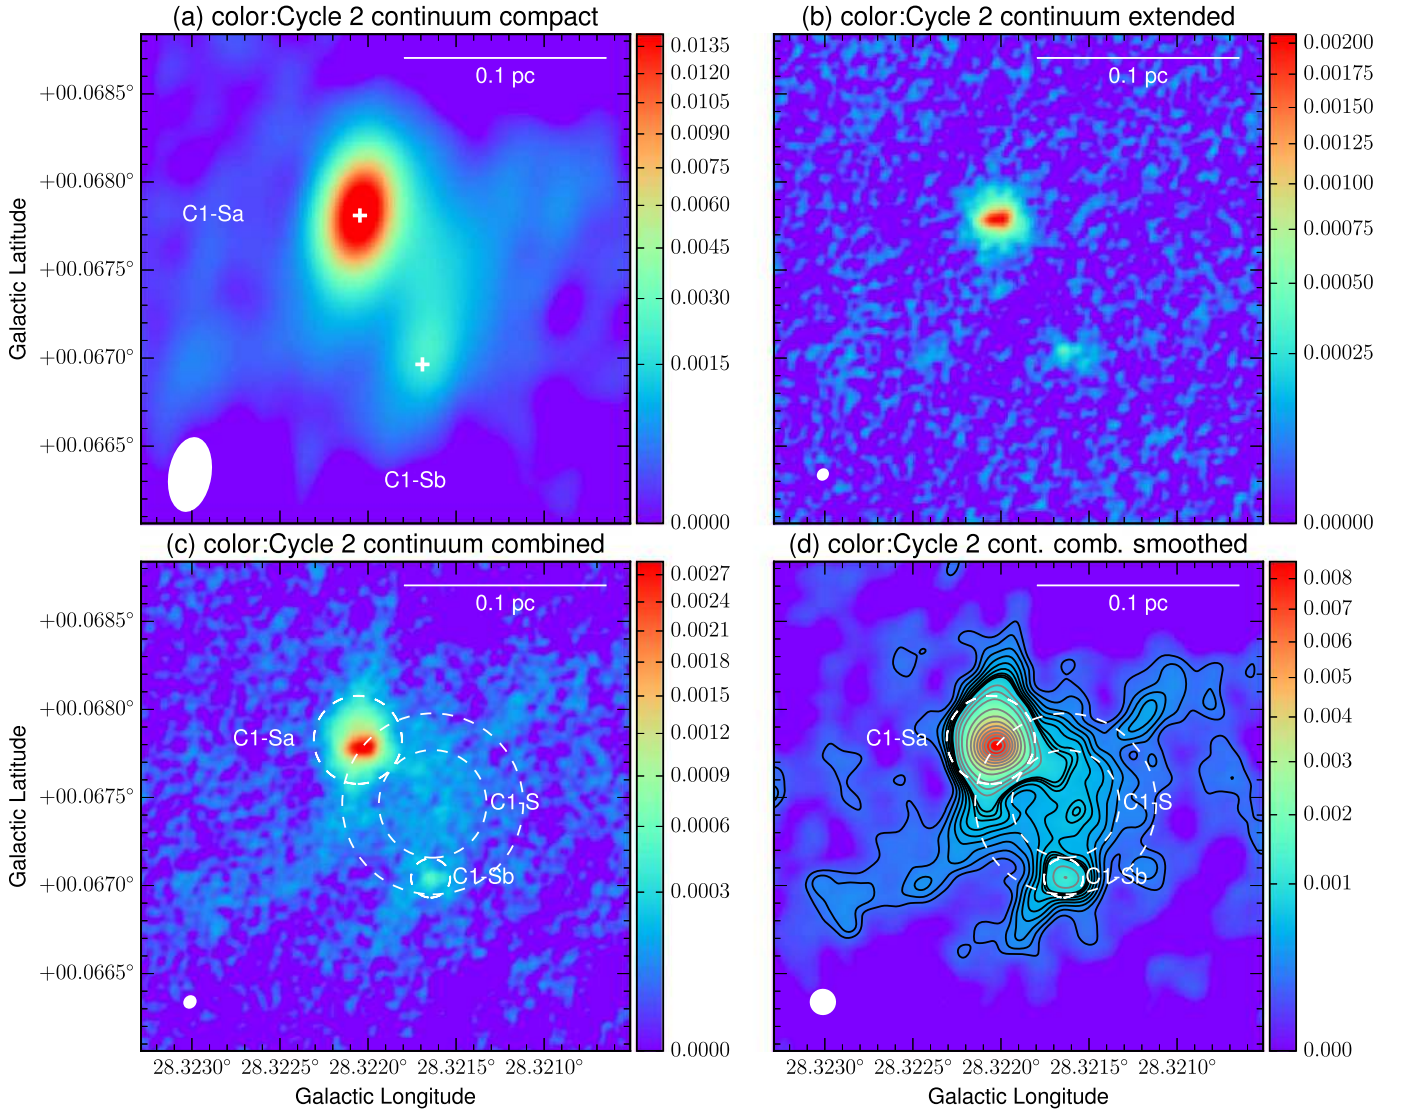 (a) color:Cycle 2 continuum compact
(b) color:Cycle 2 continuum extended
Galactic Latitude
+00.0685°
+00.0680°
+00.0675°
+00.0670°
+00.0665°
0.1 pc
C1-Sa
C1-Sb
0.0135
0.0120
0.0105
0.0090
0.0075
0.0060
0.0045
0.0030
0.0015
0.0000
0.1 pc
0.00200
0.00175
0.00150
0.00125
0.00100
0.00075
0.00050
0.00025
0.00000
(c) color:Cycle 2 continuum combined
(d) color:Cycle 2 cont. comb. smoothed
Galactic Latitude
+00.0685°
+00.0680°
+00.0675°
+00.0670°
+00.0665°
0.1 pc
C1-Sa
C1-S
C1-Sb
0.0027
0.0024
0.0021
0.0018
0.0015
0.0012
0.0009
0.0006
0.0003
0.0000
28.3230° 28.3225° 28.3220° 28.3215° 28.3210°
Galactic Longitude
0.1 pc
C1-Sa
C1-S
C1-Sb
0.008
0.007
0.006
0.005
0.004
0.003
0.002
0.001
0.000
28.3230° 28.3225° 28.3220° 28.3215° 28.3210°
Galactic Longitude